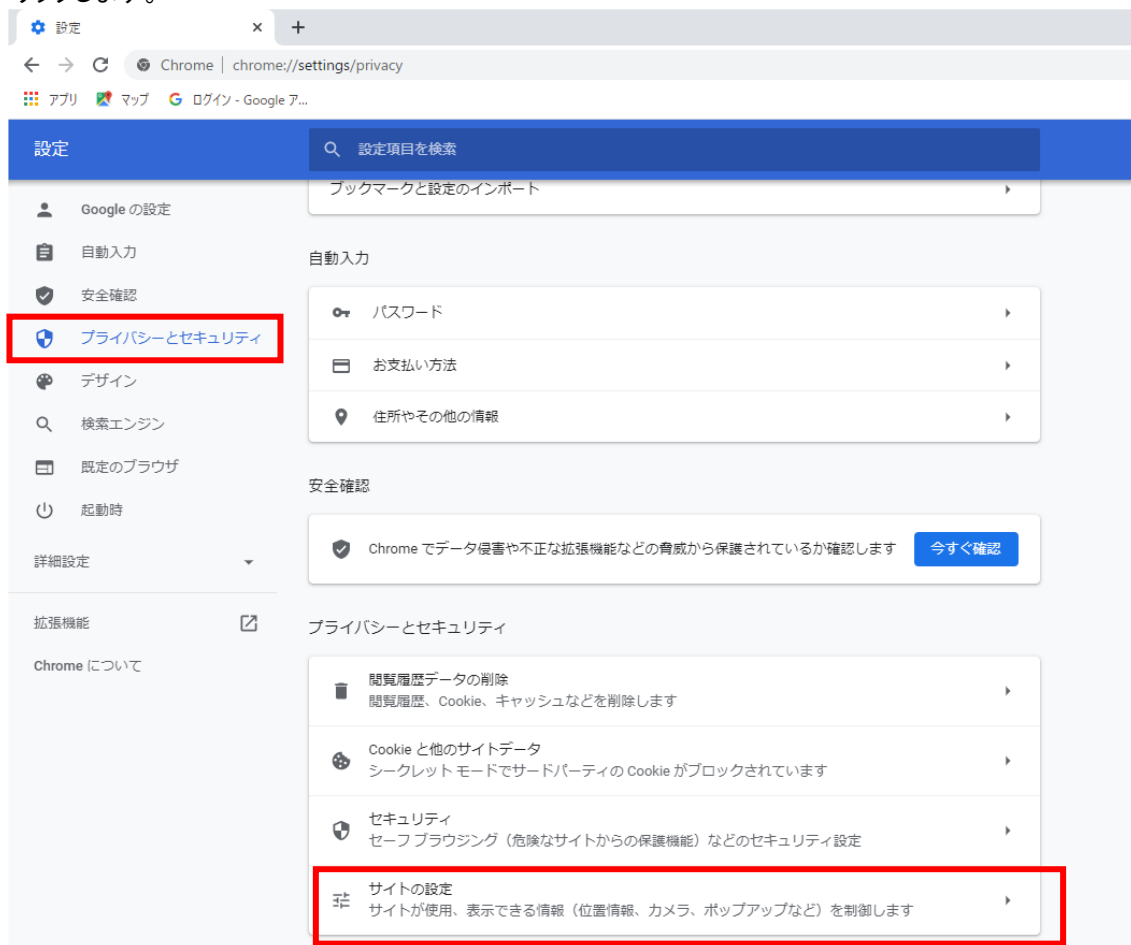 設定
Chrome | chrome://settings/privacy
アプリ マップ ログイン - Google ア...
設定
設定項目を検索
Google の設定
自動入力
安全確認
プライバシーとセキュリティ
デザイン
検索エンジン
既定のブラウザ
起動時
詳細設定
拡張機能
Chrome について
ブックマークと設定のインポート
自動入力
パスワード
お支払い方法
住所やその他の情報
安全確認
Chrome でデータ侵害や不正な拡張機能などの脅威から保護されているか確認します
今すぐ確認
プライバシーとセキュリティ
閲覧履歴データの削除
閲覧履歴、Cookie、キャッシュなどを削除します
Cookie と他のサイトデータ
シークレット モードでサードパーティの Cookie がブロックされています
セキュリティ
セーフ ブラウジング（危険なサイトからの保護機能）などのセキュリティ設定
サイトの設定
サイトが使用、表示できる情報（位置情報、カメラ、ポップアップなど）を制御します